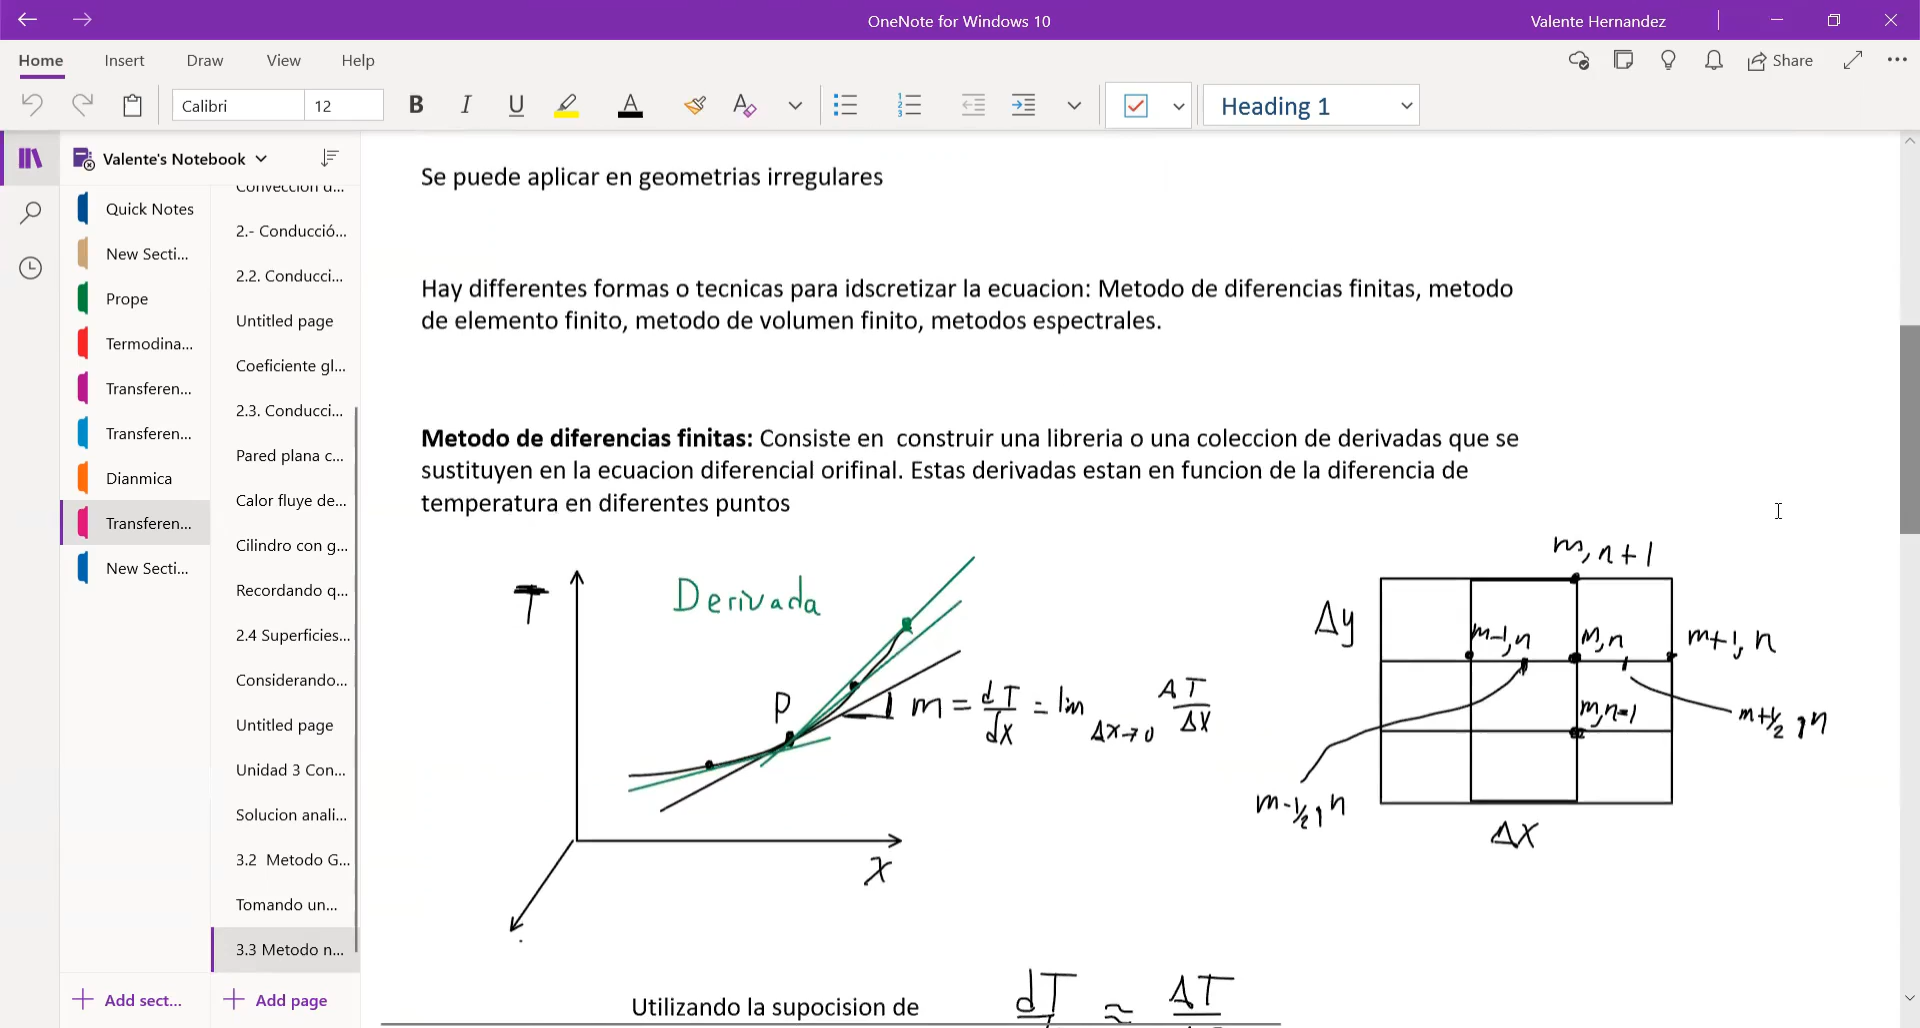 OneNote for Windows 10
Valente Hernandez
Home
Insert
Draw
View
Help
Share
Calibri
12
B
I
U
A
A
Heading 1
Valente's Notebook
Quick Notes
New Secti...
Prope
Termodina...
Transferen...
Transferen...
Dianmica
Transferen...
New Secti...
Add sect...
Convección d...
2.- Conducció...
2.2. Conducci...
Untitled page
Coeficiente gl...
2.3. Conducci...
Pared plana c...
Calor fluye de...
Cilindro con g...
Recordando q...
2.4 Superficies...
Considerando...
Untitled page
Unidad 3 Con...
Solucion anali...
3.2 Metodo G...
Tomando un...
3.3 Metodo n...
Add page
Se puede aplicar en geometrias irregulares
Hay differentes formas o tecnicas para idscretizar la ecuacion: Metodo de diferencias finitas, metodo
de elemento finito, metodo de volumen finito, metodos espectrales.
Metodo de diferencias finitas: Consiste en construir una libreria o una coleccion de derivadas que se
sustituyen en la ecuacion diferencial orifinal. Estas derivadas estan en funcion de la diferencia de
temperatura en diferentes puntos
T
Derivada
P
m = dT/dx = lim Δx→0 ΔT/Δx
x
m, n+1
Δy
m-1, n
m, n
m+1, n
m, n-1
m+1/2, n
m-1/2, n
Δx
Utilizando la supocision de
dT ≈ ΔT